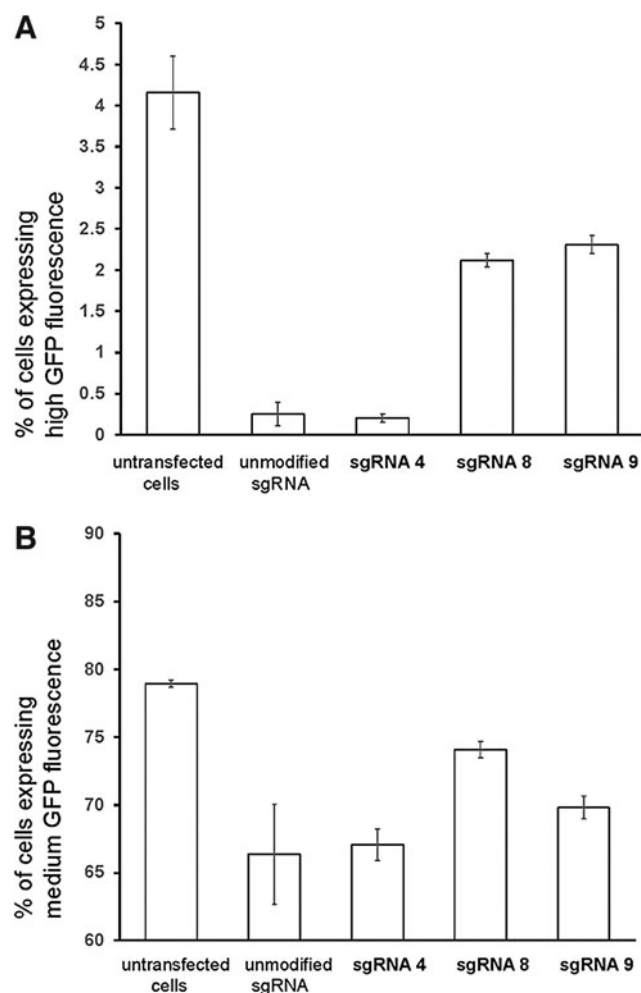 A
% of cells expressing
high GFP fluorescence
5
4.5
4
3.5
3
2.5
2
1.5
1
0.5
0
untransfected
cells
unmodified
sgRNA
sgRNA 4
sgRNA 8
sgRNA 9
B
% of cells expressing
medium GFP fluorescence
90
85
80
75
70
65
60
untransfected
cells
unmodified
sgRNA
sgRNA 4
sgRNA 8
sgRNA 9